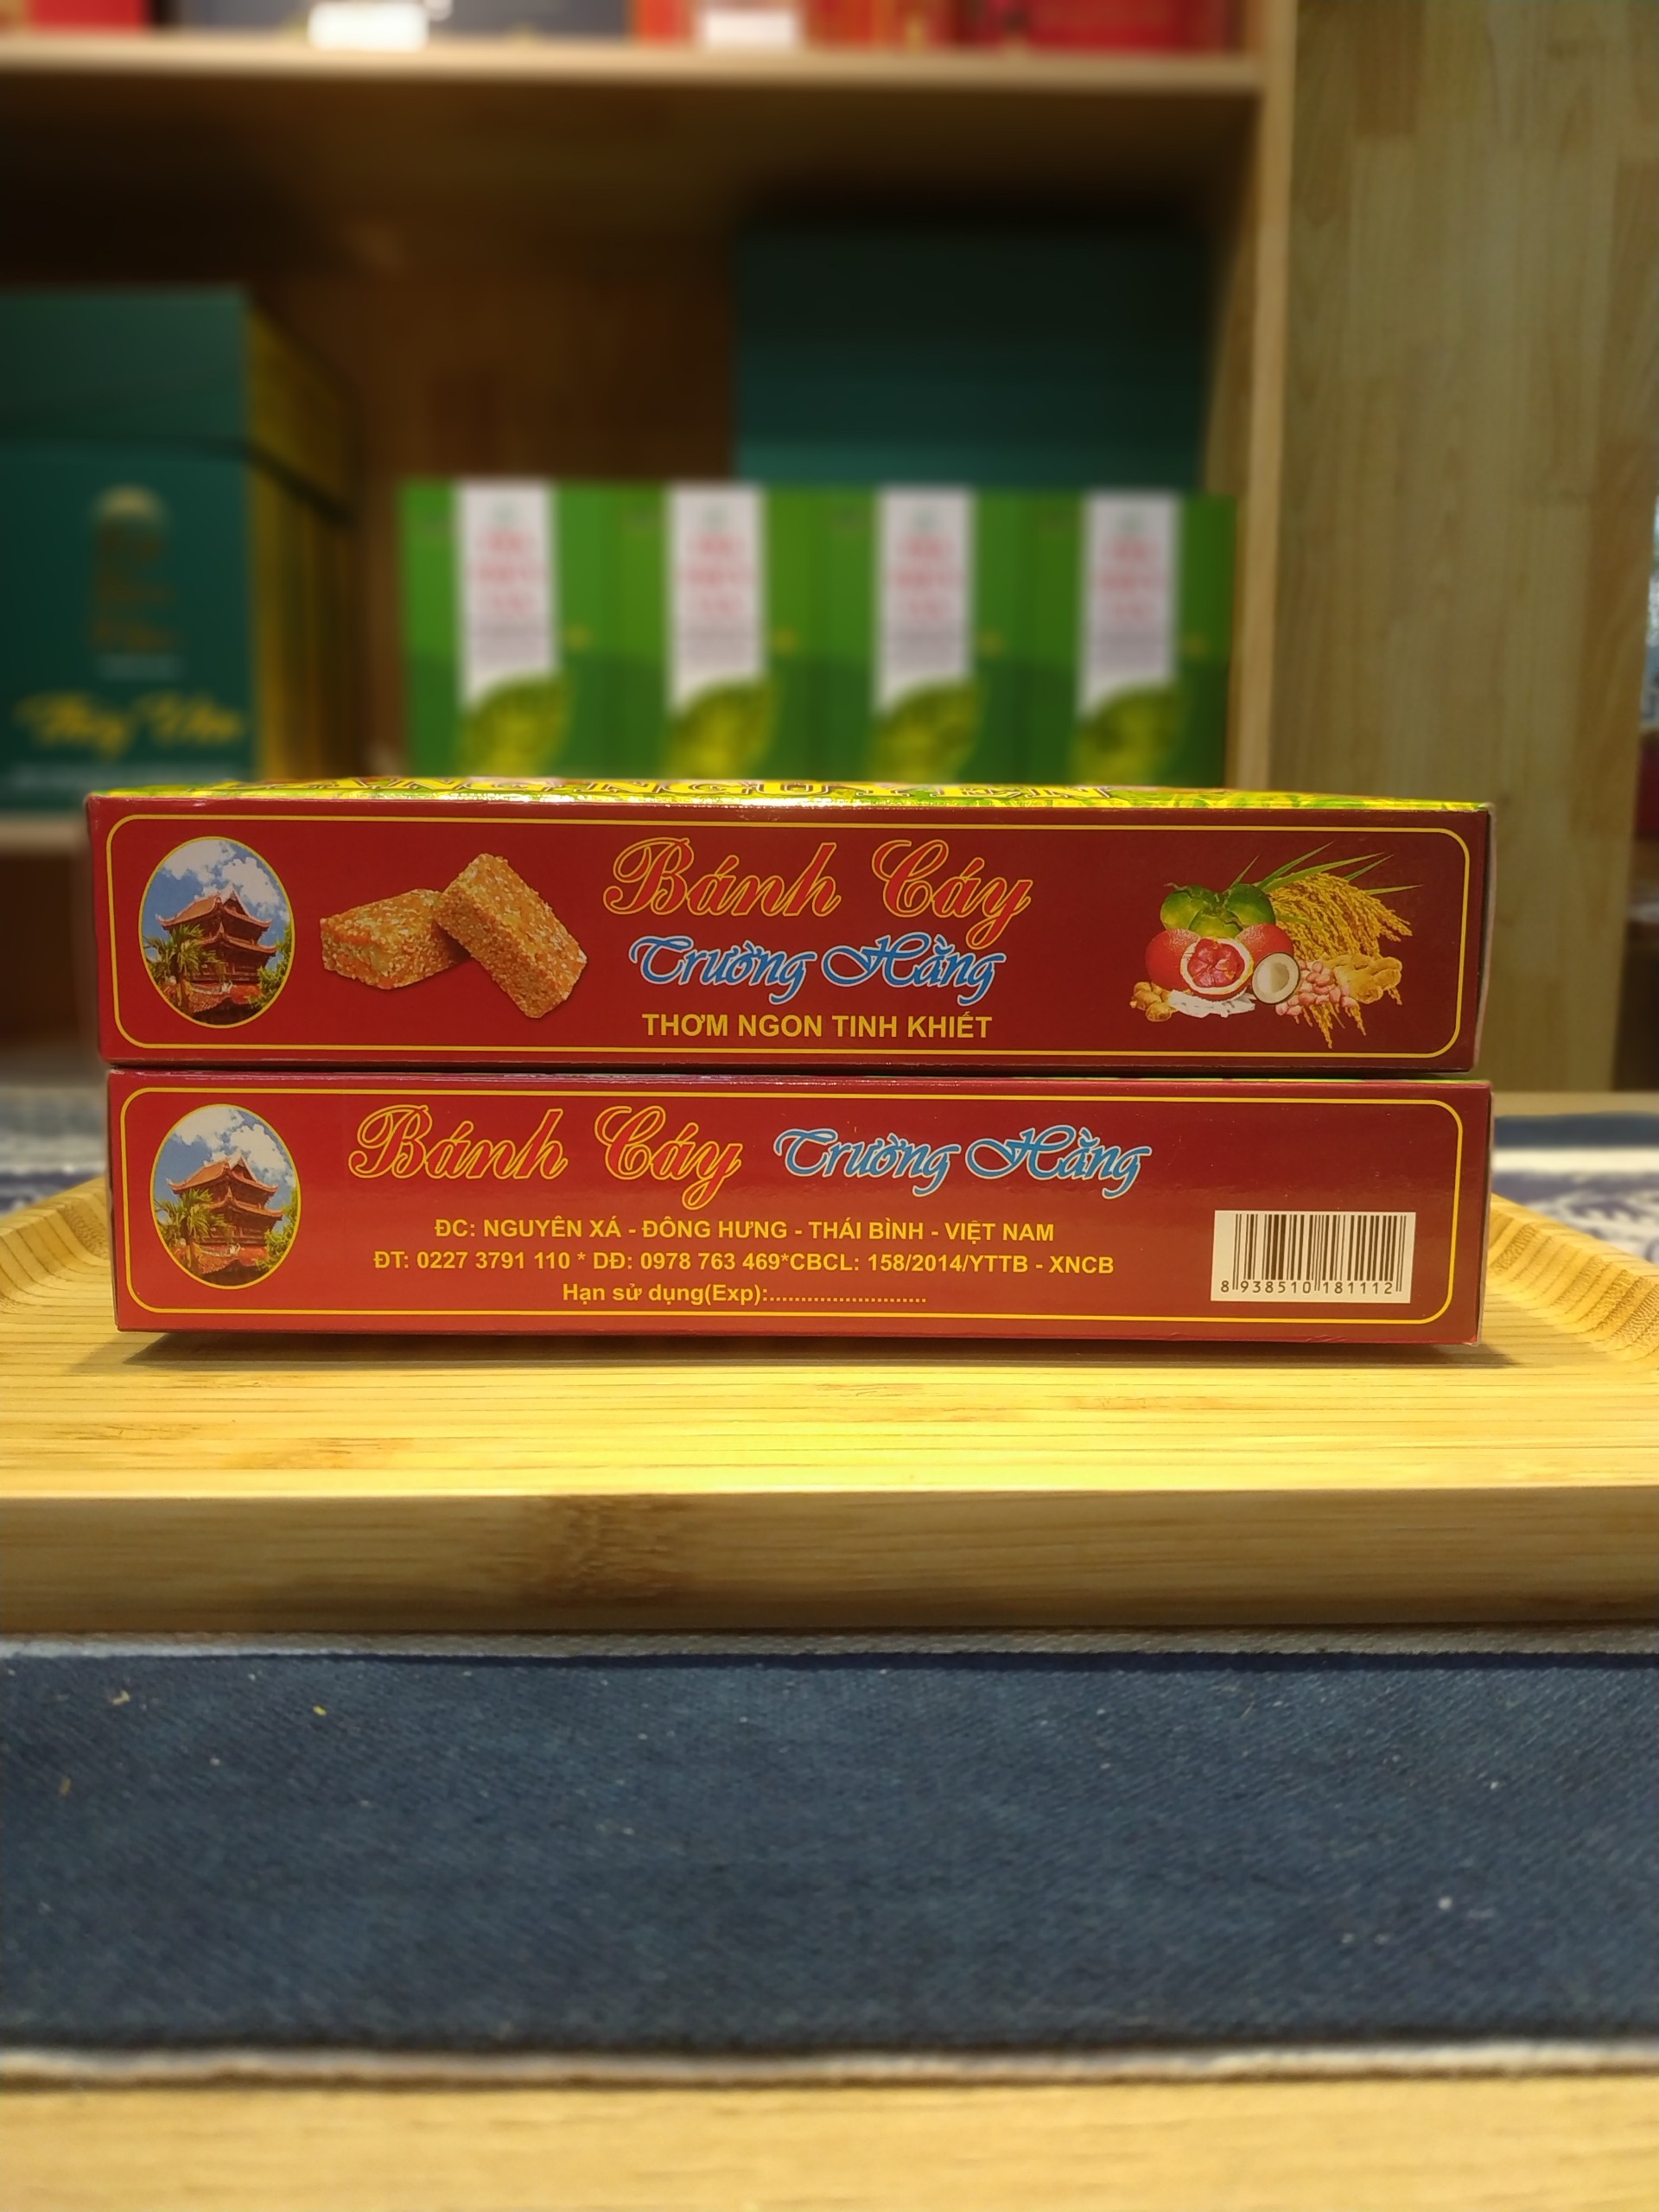 Bánh Cáy
Trường Hằng
THƠM NGON TINH KHIẾT
Bánh Cáy Trường Hằng
ĐC: NGUYÊN XÁ - ĐÔNG HƯNG - THÁI BÌNH - VIỆT NAM
ĐT: 0227 3791 110 * DĐ: 0978 763 469*CBCL: 158/2014/YTTB - XNCB
Hạn sử dụng(Exp):.........................
8 938510 181112